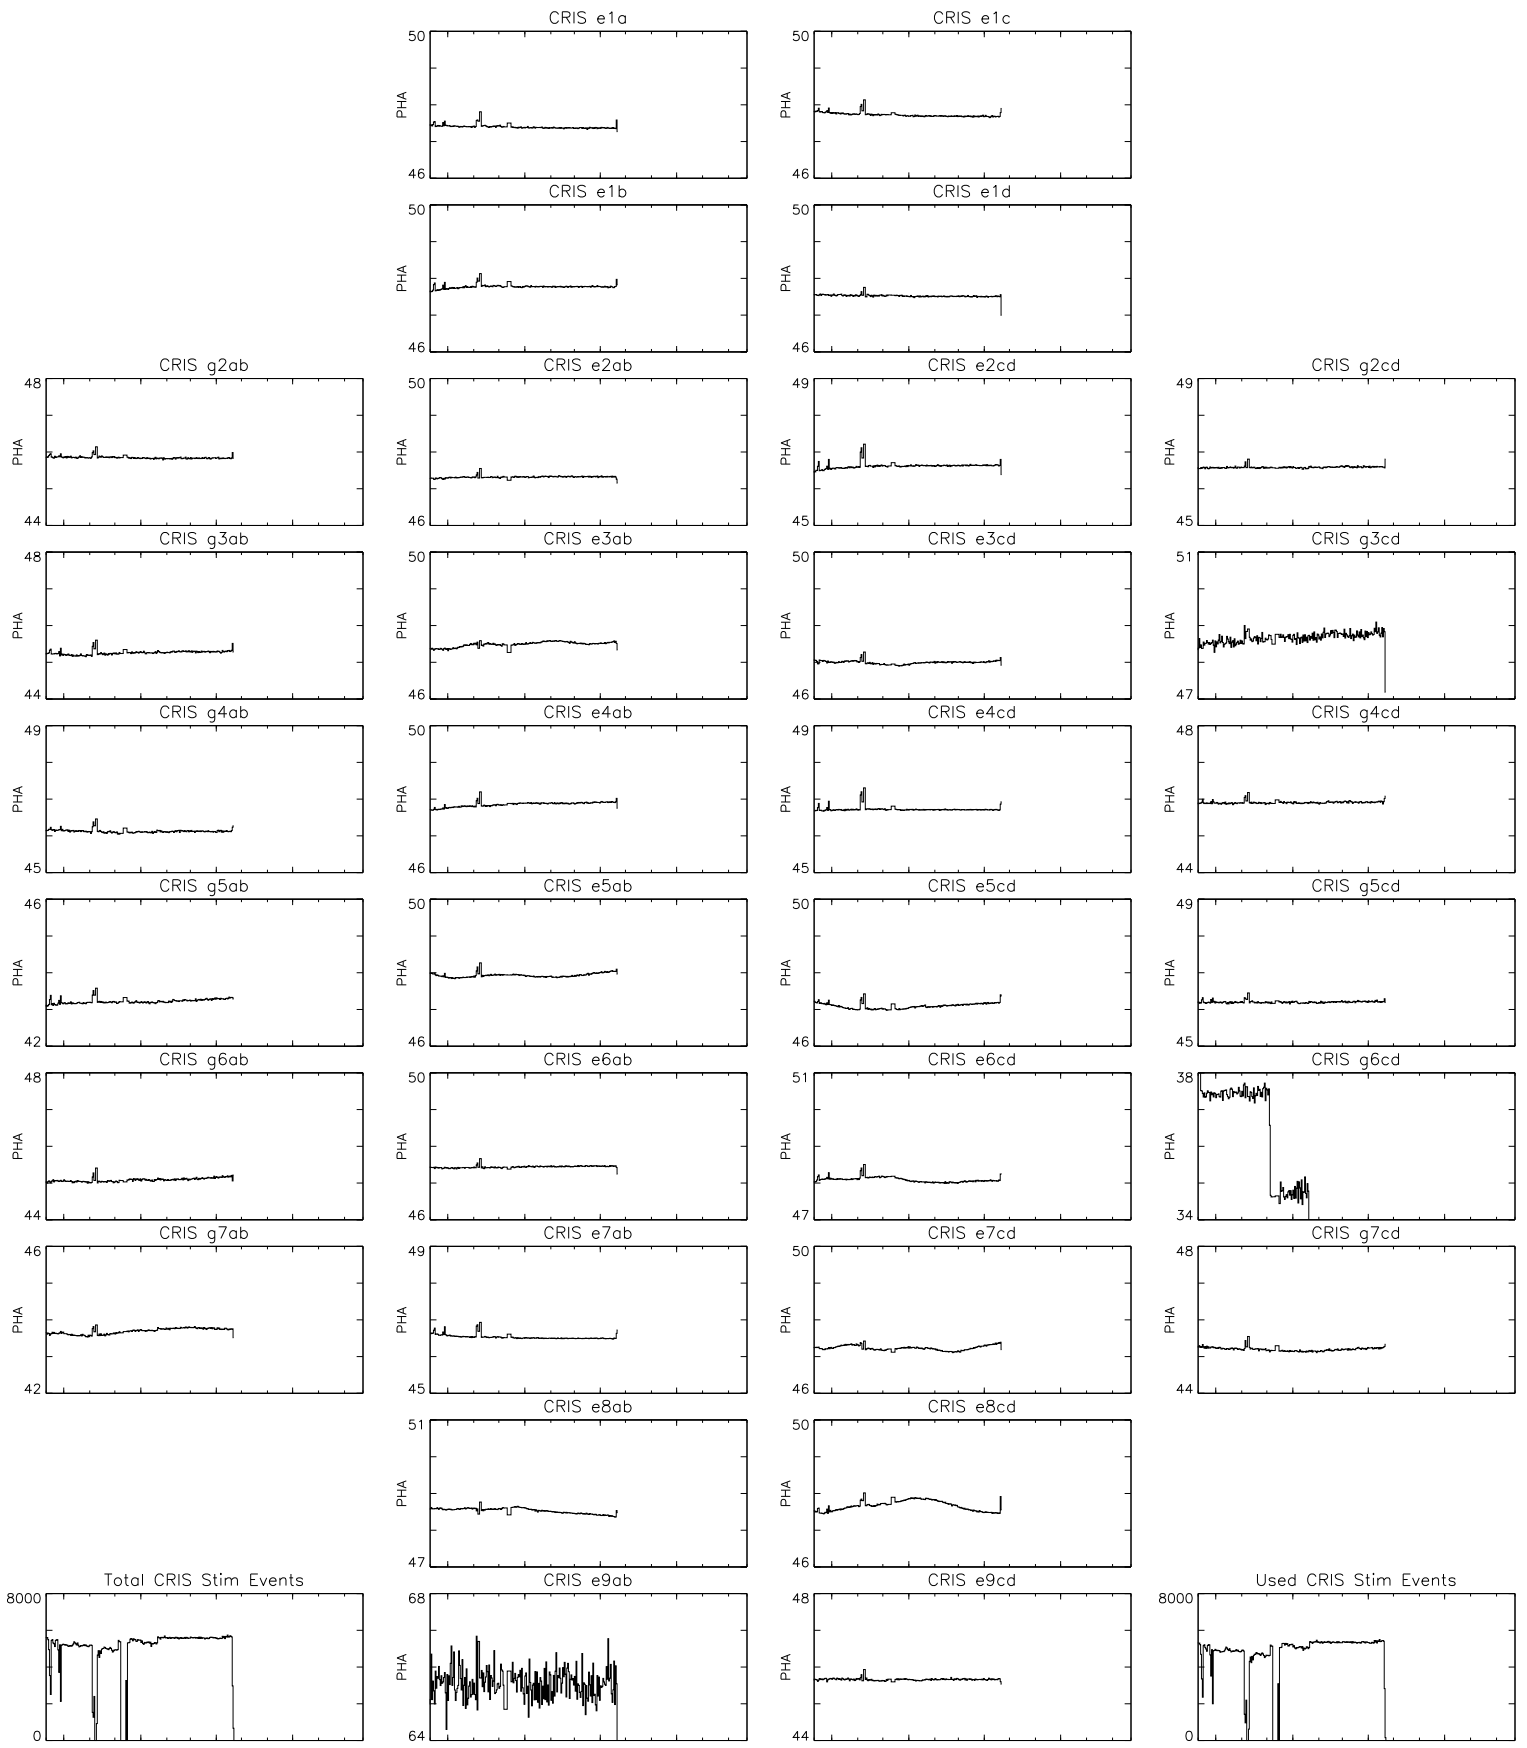 CRIS e1a
50
PHA
46
CRIS e1c
50
PHA
46
CRIS e1b
50
PHA
46
CRIS e1d
50
PHA
46
CRIS g2ab
48
PHA
44
CRIS e2ab
50
PHA
46
CRIS e2cd
49
PHA
45
CRIS g2cd
49
PHA
45
CRIS g3ab
48
PHA
44
CRIS e3ab
50
PHA
46
CRIS e3cd
50
PHA
46
CRIS g3cd
51
PHA
47
CRIS g4ab
49
PHA
45
CRIS e4ab
50
PHA
46
CRIS e4cd
49
PHA
45
CRIS g4cd
48
PHA
44
CRIS g5ab
46
PHA
42
CRIS e5ab
50
PHA
46
CRIS e5cd
50
PHA
46
CRIS g5cd
49
PHA
45
CRIS g6ab
48
PHA
44
CRIS e6ab
50
PHA
46
CRIS e6cd
51
PHA
47
CRIS g6cd
38
PHA
34
CRIS g7ab
46
PHA
42
CRIS e7ab
49
PHA
45
CRIS e7cd
50
PHA
46
CRIS g7cd
48
PHA
44
CRIS e8ab
51
PHA
47
CRIS e8cd
50
PHA
46
Total CRIS Stim Events
8000
0
CRIS e9ab
68
PHA
64
CRIS e9cd
48
PHA
44
Used CRIS Stim Events
8000
0